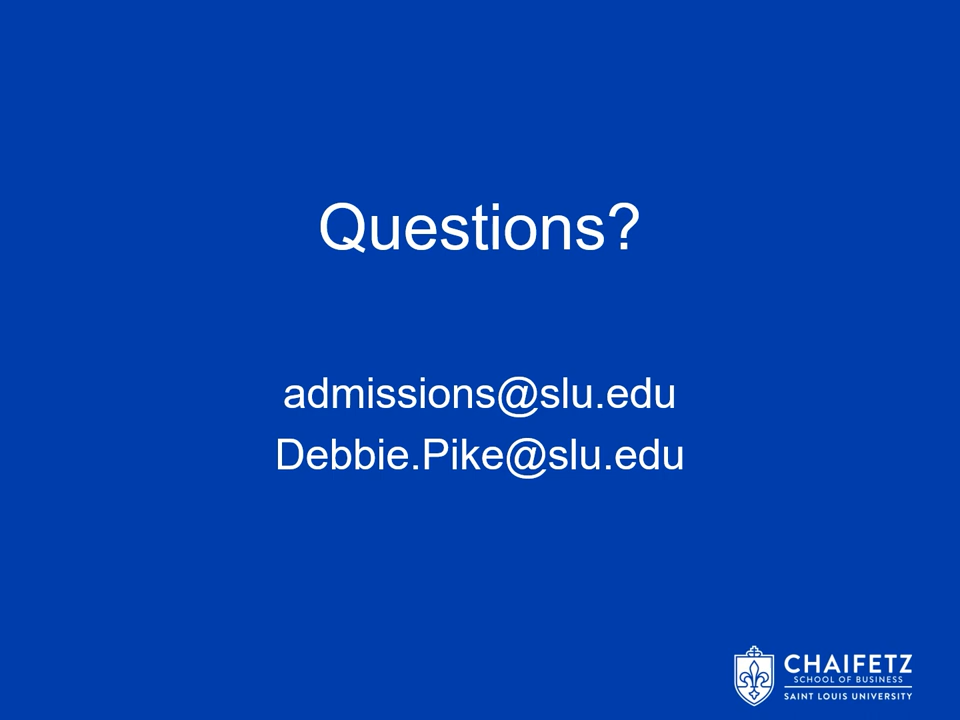 Questions?
admissions@slu.edu
Debbie.Pike@slu.edu
CHAIFETZ
SCHOOL OF BUSINESS
SAINT LOUIS UNIVERSITY